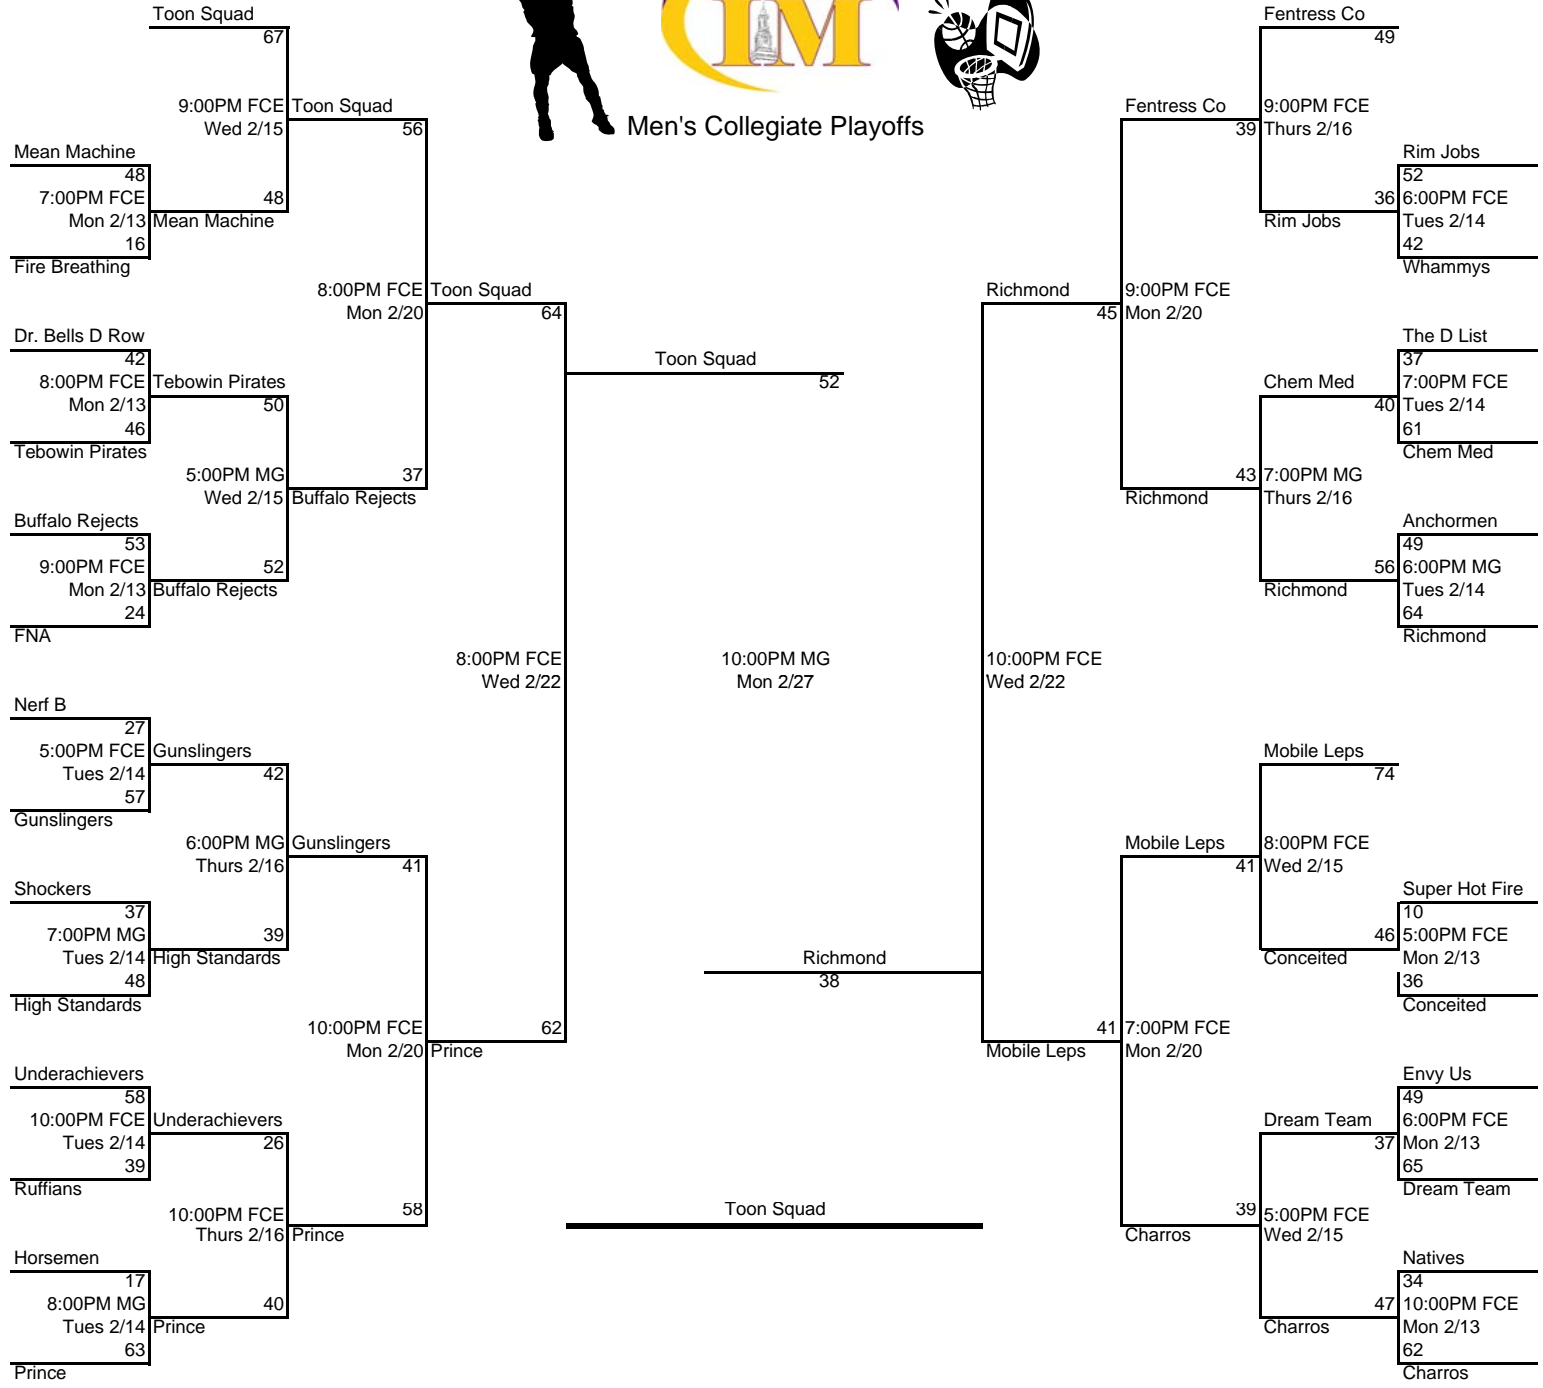 IM
Men's Collegiate Playoffs
Toon Squad
67
9:00PM FCE
Wed 2/15
Toon Squad
56
Mean Machine
48
7:00PM FCE
Mon 2/13
16
Fire Breathing
48
Mean Machine
8:00PM FCE
Mon 2/20
Toon Squad
64
Dr. Bells D Row
42
8:00PM FCE
Mon 2/13
46
Tebowin Pirates
Tebowin Pirates
50
5:00PM MG
Wed 2/15
37
Buffalo Rejects
Buffalo Rejects
53
9:00PM FCE
Mon 2/13
24
FNA
52
Buffalo Rejects
8:00PM FCE
Wed 2/22
Nerf B
27
5:00PM FCE
Tues 2/14
57
Gunslingers
Gunslingers
42
6:00PM MG
Thurs 2/16
Gunslingers
41
Shockers
37
7:00PM MG
Tues 2/14
48
High Standards
39
High Standards
10:00PM FCE
Mon 2/20
62
Prince
Underachievers
58
10:00PM FCE
Tues 2/14
39
Ruffians
Underachievers
26
10:00PM FCE
Thurs 2/16
58
Prince
Horsemen
17
8:00PM MG
Tues 2/14
63
Prince
40
Prince
Toon Squad
52
10:00PM MG
Mon 2/27
Richmond
38
Toon Squad
Fentress Co
49
Fentress Co
39
9:00PM FCE
Thurs 2/16
Rim Jobs
52
6:00PM FCE
Tues 2/14
42
Whammys
36
Rim Jobs
Richmond
45
9:00PM FCE
Mon 2/20
The D List
37
7:00PM FCE
Tues 2/14
61
Chem Med
Chem Med
40
43
Richmond
7:00PM MG
Thurs 2/16
Anchormen
49
6:00PM MG
Tues 2/14
64
Richmond
56
Richmond
10:00PM FCE
Wed 2/22
Mobile Leps
74
Mobile Leps
41
8:00PM FCE
Wed 2/15
Super Hot Fire
10
5:00PM FCE
Mon 2/13
36
Conceited
46
Conceited
41
Mobile Leps
7:00PM FCE
Mon 2/20
Envy Us
49
6:00PM FCE
Mon 2/13
65
Dream Team
Dream Team
37
39
Charros
5:00PM FCE
Wed 2/15
Natives
34
10:00PM FCE
Mon 2/13
62
Charros
47
Charros